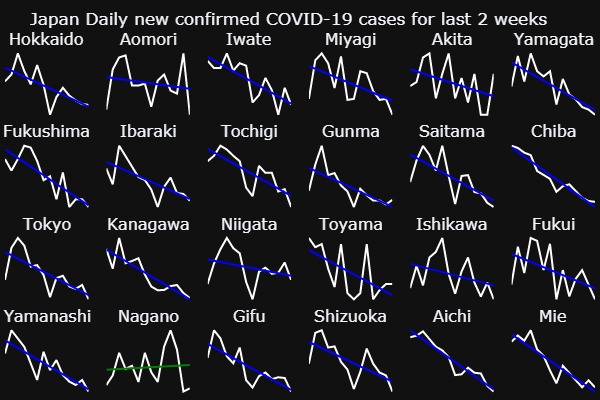 Japan Daily new confirmed COVID-19 cases for last 2 weeks
Hokkaido Aomori Iwate Miyagi Akita Yamagata
Fukushima Ibaraki Tochigi Gunma Saitama Chiba
Tokyo Kanagawa Niigata Toyama Ishikawa Fukui
Yamanashi Nagano Gifu Shizuoka Aichi Mie